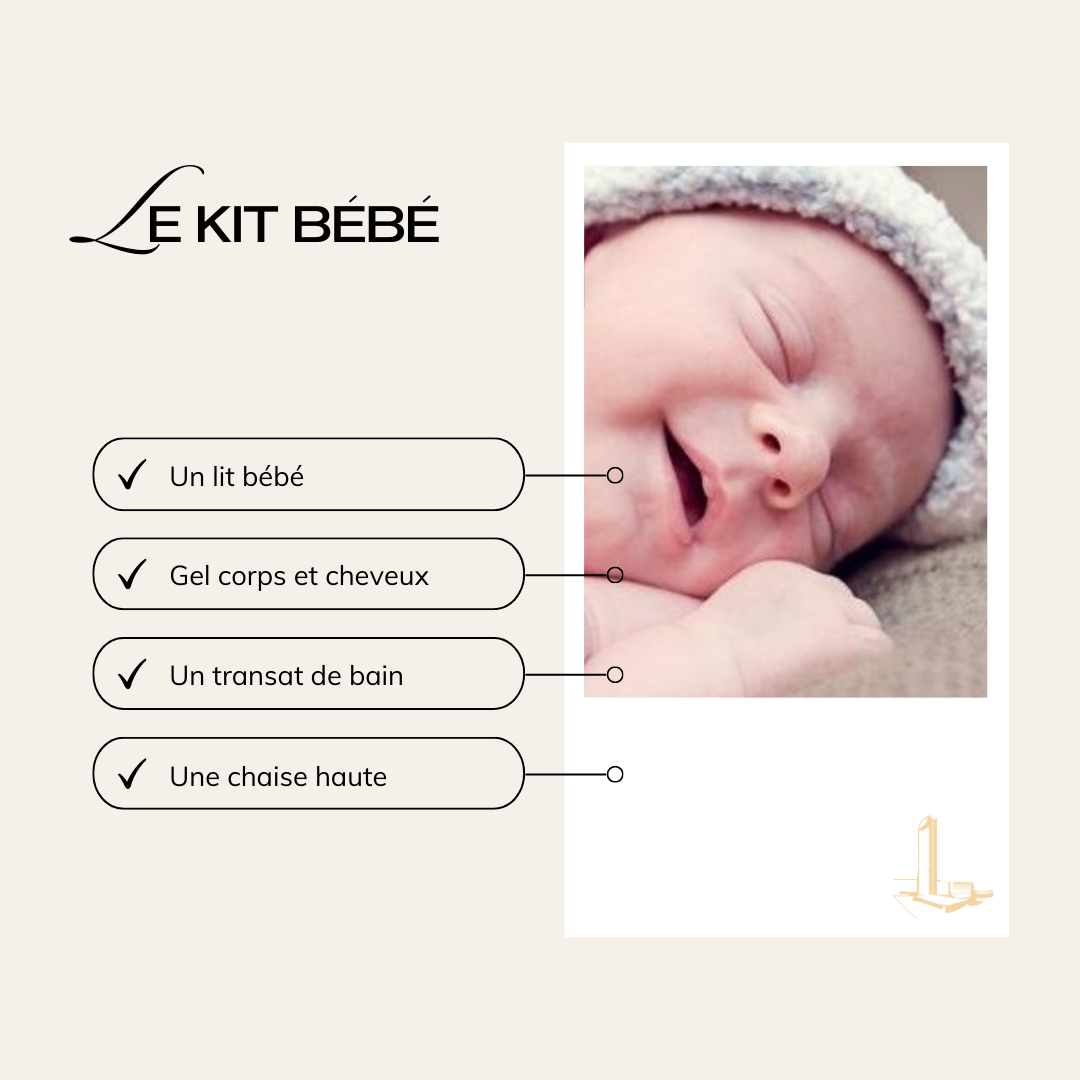 LE KIT BÉBÉ
Un lit bébé
Gel corps et cheveux
Un transat de bain
Une chaise haute